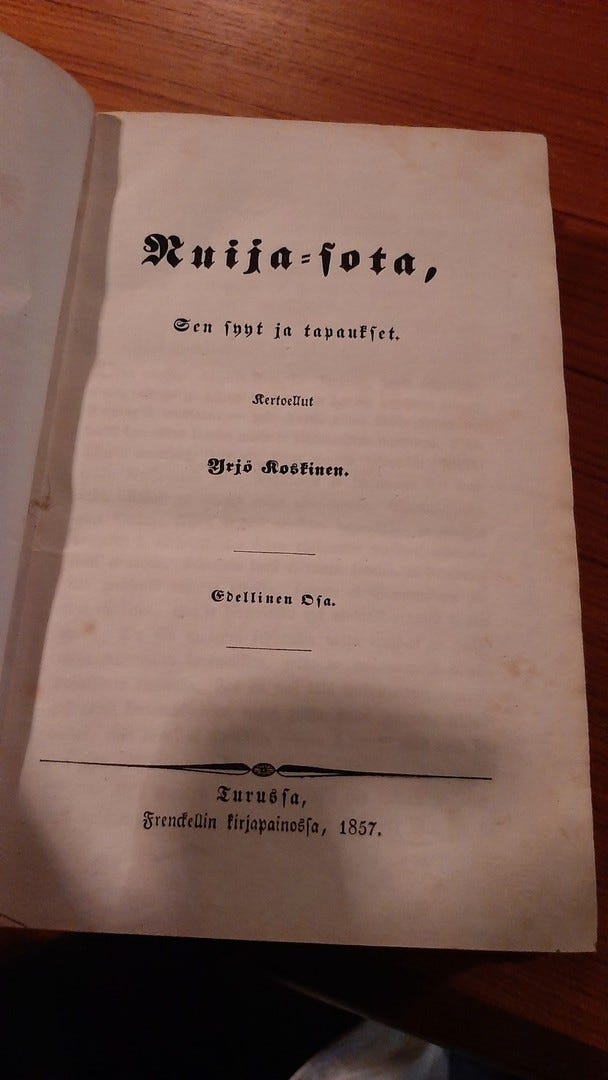 Nuija-sota,
Sen syyt ja tapaukset.
Kertoellut
Yrjö Koskinen.
Edellinen Osa.
Turussa,
Frenckellin kirjapainossa, 1857.